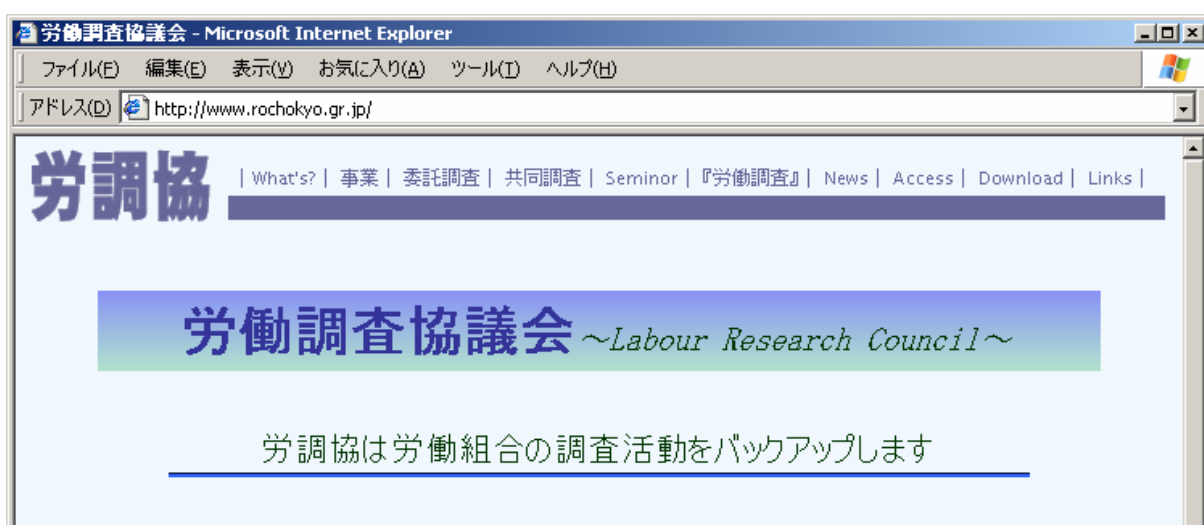 労働調査協議会 - Microsoft Internet Explorer
ファイル(F) 編集(E) 表示(V) お気に入り(A) ツール(T) ヘルプ(H)
アドレス(D) http://www.rochokyo.gr.jp/
労調協 | What's? | 事業 | 委託調査 | 共同調査 | Seminor | 『労働調査』 | News | Access | Download | Links |
労働調査協議会 ～Labour Research Council～
労調協は労働組合の調査活動をバックアップします